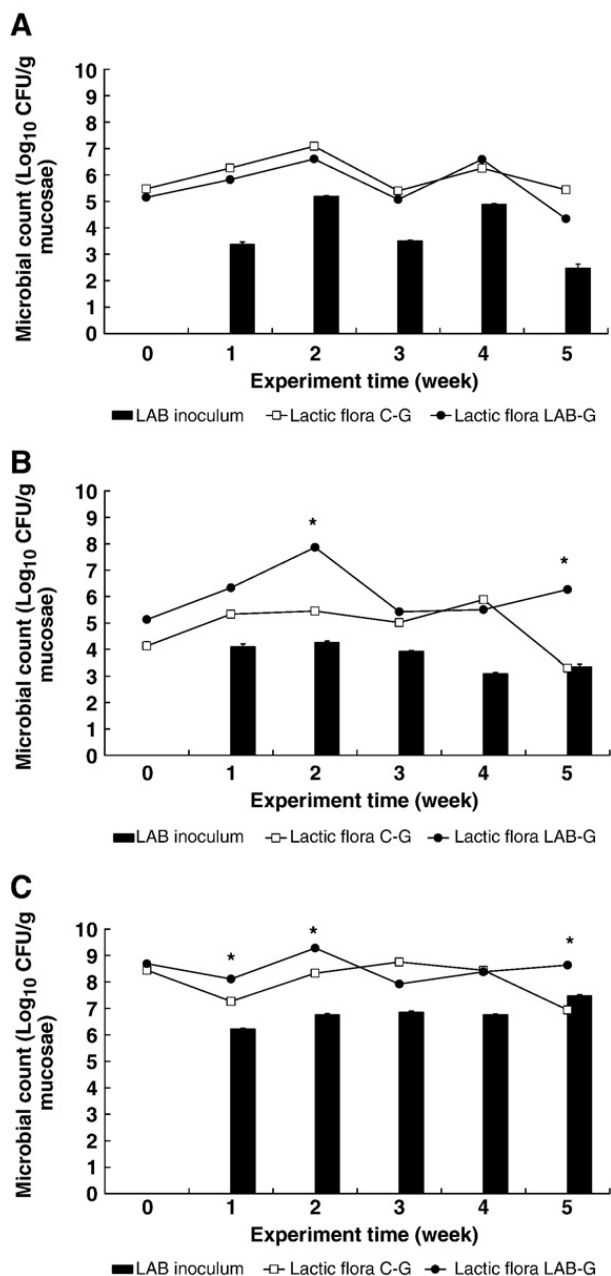 A
Microbial count (Log10 CFU/g
mucosae)
10
9
8
7
6
5
4
3
2
1
0
0 1 2 3 4 5
Experiment time (week)
LAB inoculum Lactic flora C-G Lactic flora LAB-G
B
Microbial count (Log10 CFU/g
mucosae)
10
9
8
7
6
5
4
3
2
1
0
* *
0 1 2 3 4 5
Experiment time (week)
LAB inoculum Lactic flora C-G Lactic flora LAB-G
C
Microbial count (Log10 CFU/g
mucosae)
10
9
8
7
6
5
4
3
2
1
0
* * *
0 1 2 3 4 5
Experiment time (week)
LAB inoculum Lactic flora C-G Lactic flora LAB-G